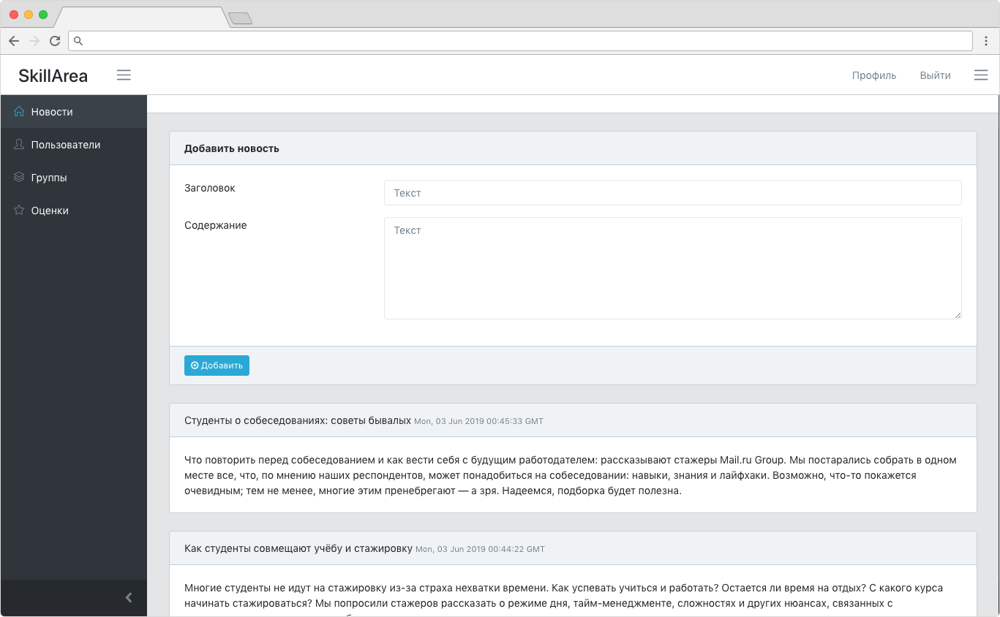 SkillArea
Профиль
Выйти
Новости
Пользователи
Группы
Оценки
Добавить новость
Заголовок
Текст
Содержание
Текст
Добавить
Студенты о собеседованиях: советы бывалых Mon, 03 Jun 2019 00:45:33 GMT
Что повторить перед собеседованием и как вести себя с будущим работодателем: рассказывают стажеры Mail.ru Group. Мы постарались собрать в одном
месте все, что, по мнению наших респондентов, может понадобиться на собеседовании: навыки, знания и лайфхаки. Возможно, что-то покажется
очевидным; тем не менее, многие этим пренебрегают — а зря. Надеемся, подборка будет полезна.
Как студенты совмещают учёбу и стажировку Mon, 03 Jun 2019 00:44:22 GMT
Многие студенты не идут на стажировку из-за страха нехватки времени. Как успевать учиться и работать? Остается ли время на отдых? С какого курса
начинать стажироваться? Мы попросили стажеров рассказать о режиме дня, тайм-менеджменте, сложностях и других нюансах, связанных с